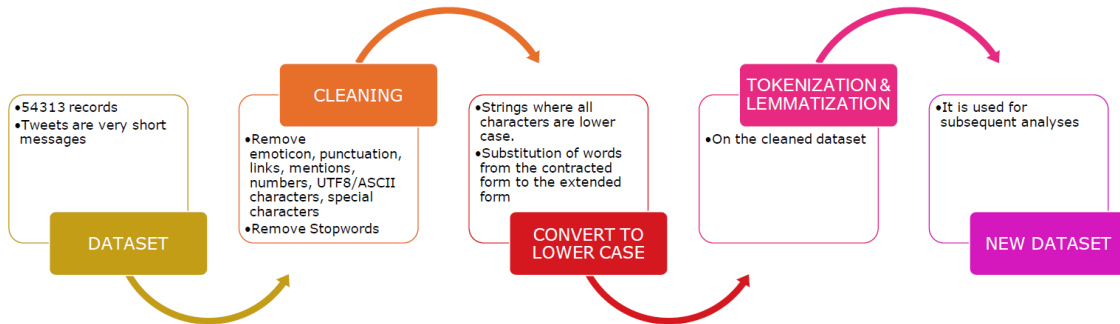 •54313 records
•Tweets are very short
messages
DATASET
CLEANING
•Remove
emoticon, punctuation,
links, mentions,
numbers, UTF8/ASCII
characters, special
characters
•Remove Stopwords
•Strings where all
characters are lower
case.
•Substitution of words
from the contracted
form to the extended
form
CONVERT TO
LOWER CASE
TOKENIZATION &
LEMMATIZATION
•On the cleaned dataset
•It is used for
subsequent analyses
NEW DATASET